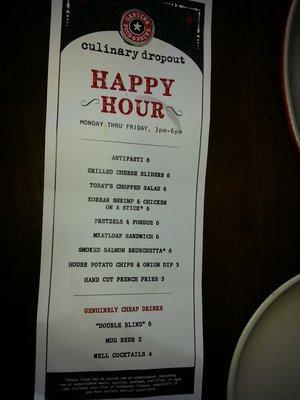 GENUINE
FOOD & DRINK
culinary dropout
HAPPY
HOUR
MONDAY THRU FRIDAY, 3pm-6pm
ANTIPASTI 6
GRILLED CHEESE SLIDERS 6
TODAY'S CHOPPED SALAD 6
KOREAN SHRIMP & CHICKEN
ON A STICK* 6
PRETZELS & FONDUE 6
MEATLOAF SANDWICH 6
SMOKED SALMON BRUSCHETTA* 6
HOUSE POTATO CHIPS & ONION DIP 3
HAND CUT FRENCH FRIES 3
GENUINELY CHEAP DRINKS
"DOUBLE BLIND" 6
MUG BEER 3
WELL COCKTAILS 4